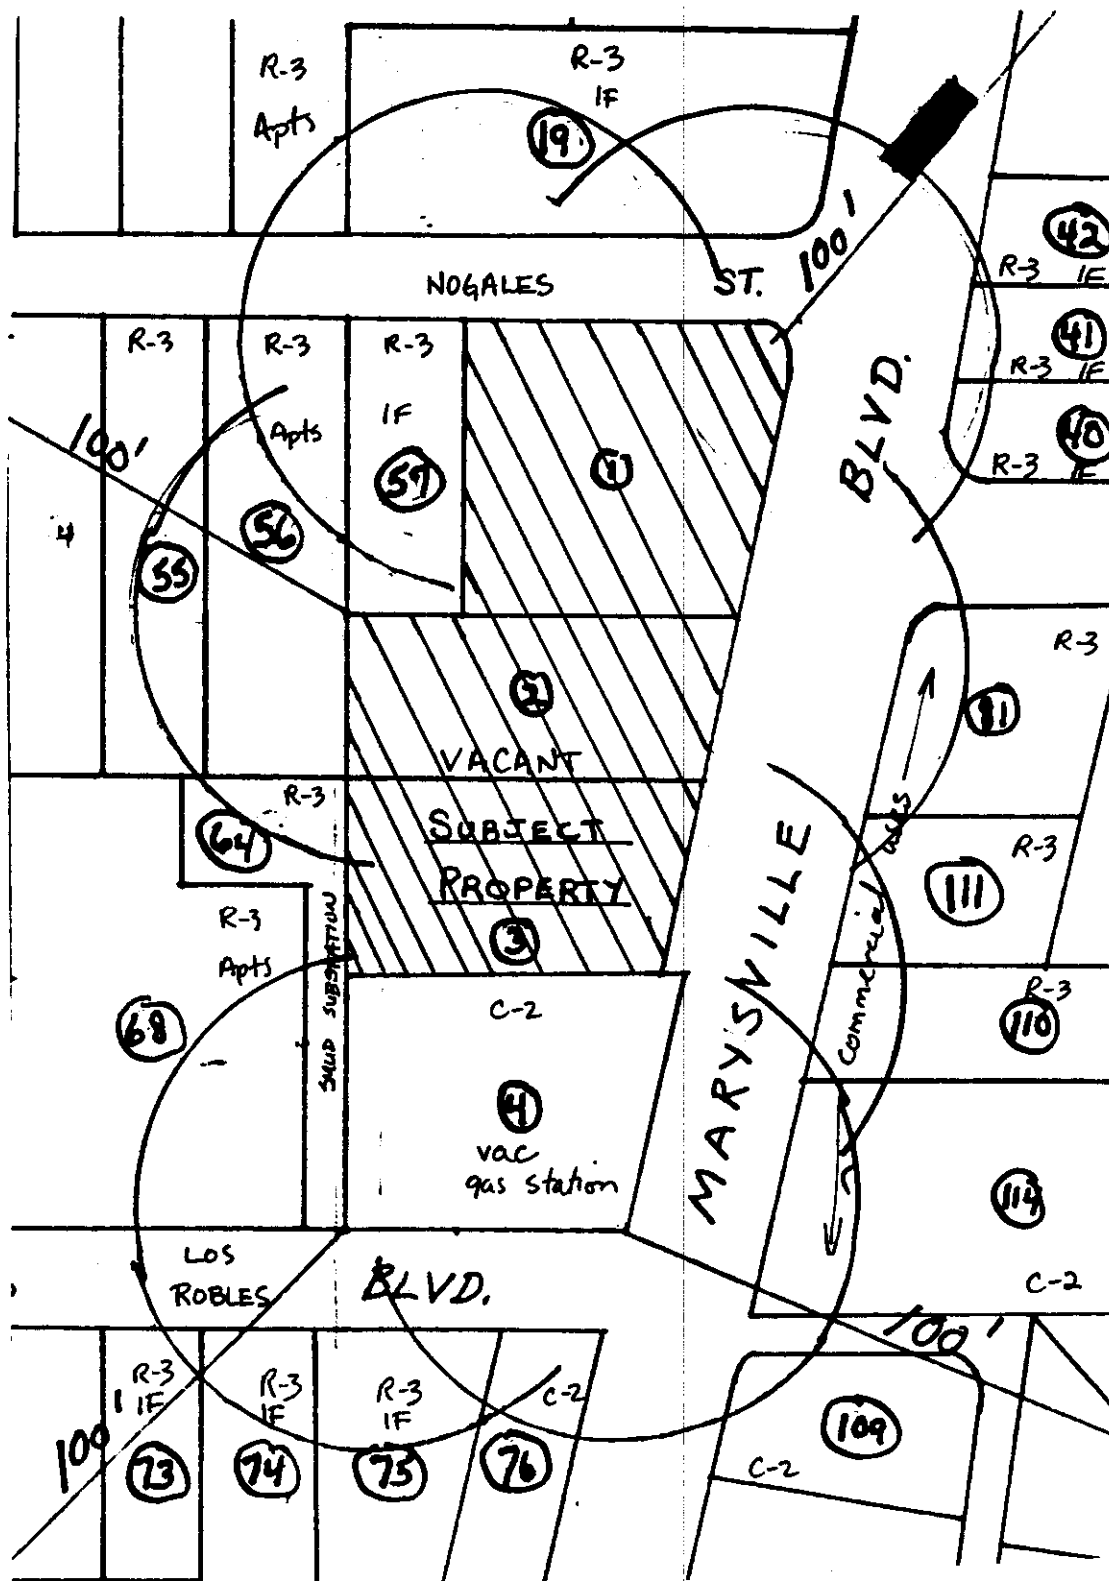 R-3
Apts
R-3
1F
19
42
R-3 1F
100'
NOGALES ST.
41
R-3 1F
40
R-3 1F
R-3
R-3
R-3
Apts
1F
57
1
100'
4
56
55
BLVD.
R-3
2
VACANT
81
R-3
64
SUBJECT
PROPERTY
3
R-3
111
R-3
Apts
68
SMUD SUBSTATION
C-2
4
vac
gas station
MARYSVILLE
commercial uses
R-3
110
114
C-2
LOS
ROBLES
BLVD.
100'
R-3
1F
73
R-3
1F
74
R-3
1F
75
C-2
76
109
C-2
100'